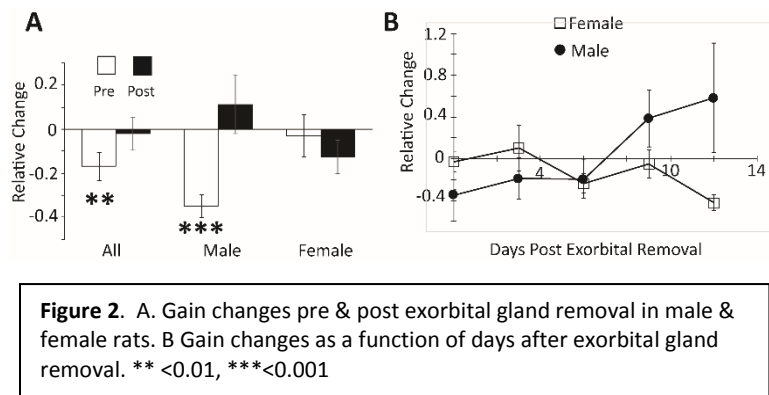 A
Pre
Post
Relative Change
0.2
0
-0.2
-0.4
**
***
All
Male
Female
B
Female
Male
Relative Change
1.2
0.8
0.4
0
-0.4
4
10
14
Days Post Exorbital Removal
Figure 2. A. Gain changes pre & post exorbital gland removal in male &
female rats. B Gain changes as a function of days after exorbital gland
removal. ** <0.01, ***<0.001